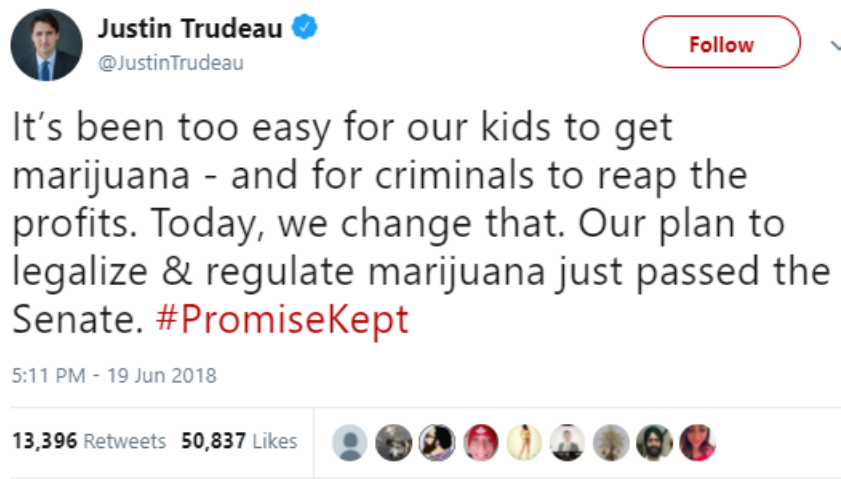 Justin Trudeau
@JustinTrudeau
Follow
It’s been too easy for our kids to get
marijuana - and for criminals to reap the
profits. Today, we change that. Our plan to
legalize & regulate marijuana just passed the
Senate. #PromiseKept
5:11 PM - 19 Jun 2018
13,396 Retweets 50,837 Likes